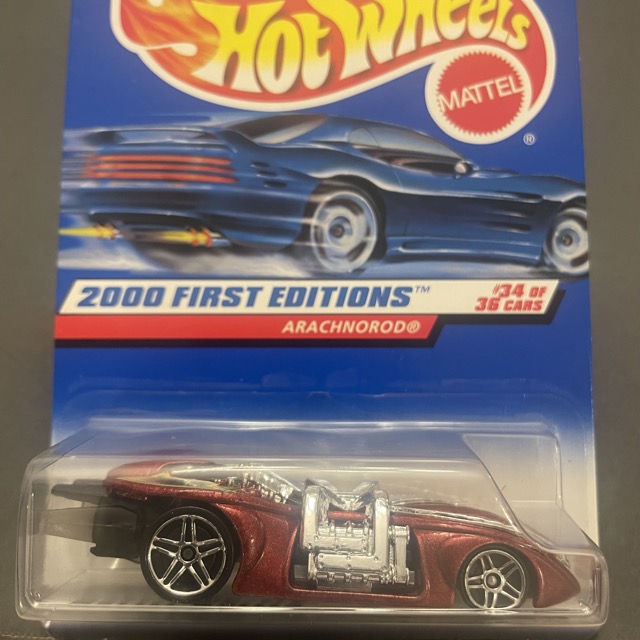 Hot Wheels
MATTEL
®
2000 FIRST EDITIONS™
#34 OF
36 CARS
ARACHNOROD®